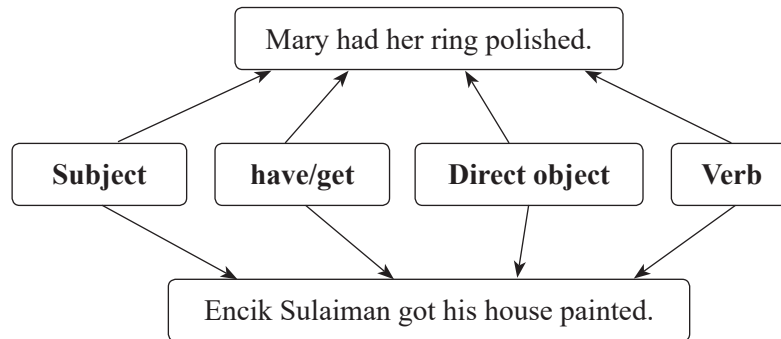 Mary had her ring polished.
Subject
have/get
Direct object
Verb
Encik Sulaiman got his house painted.